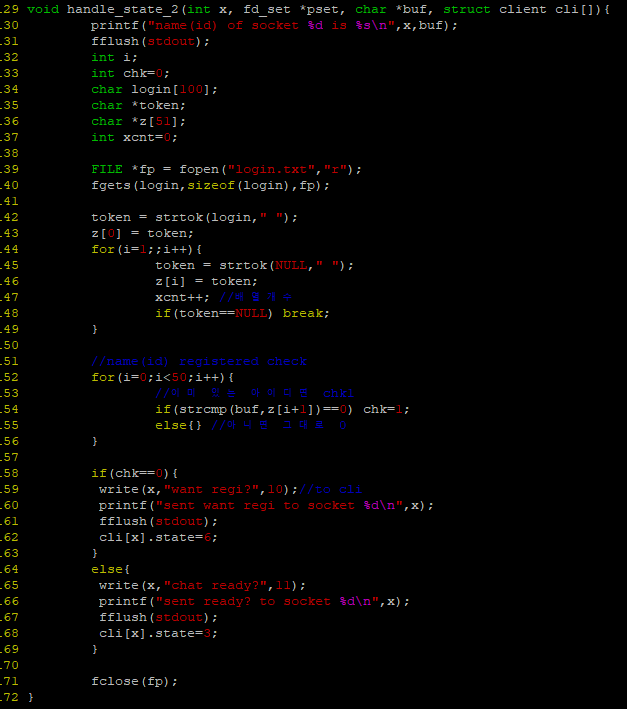 .29 void handle_state_2(int x, fd_set *pset, char *buf, struct client cli[]){
.30         printf("name(id) of socket %d is %s\n",x,buf);
.31         fflush(stdout);
.32         int i;
.33         int chk=0;
.34         char login[100];
.35         char *token;
.36         char *z[51];
.37         int xcnt=0;
.38
.39         FILE *fp = fopen("login.txt","r");
.40         fgets(login,sizeof(login),fp);
.41
.42         token = strtok(login," ");
.43         z[0] = token;
.44         for(i=1;;i++){
.45                 token = strtok(NULL," ");
.46                 z[i] = token;
.47                 xcnt++; //배열개수
.48                 if(token==NULL) break;
.49         }
.50
.51         //name(id) registered check
.52         for(i=0;i<50;i++){
.53                 //이미 있는 아이디면 chk1
.54                 if(strcmp(buf,z[i+1])==0) chk=1;
.55                 else{} //아니면 그대로 0
.56         }
.57
.58         if(chk==0){
.59          write(x,"want regi?",10);//to cli
.60          printf("sent want regi to socket %d\n",x);
.61          fflush(stdout);
.62          cli[x].state=6;
.63         }
.64         else{
.65          write(x,"chat ready?",11);
.66          printf("sent ready? to socket %d\n",x);
.67          fflush(stdout);
.68          cli[x].state=3;
.69         }
.70
.71         fclose(fp);
.72 }